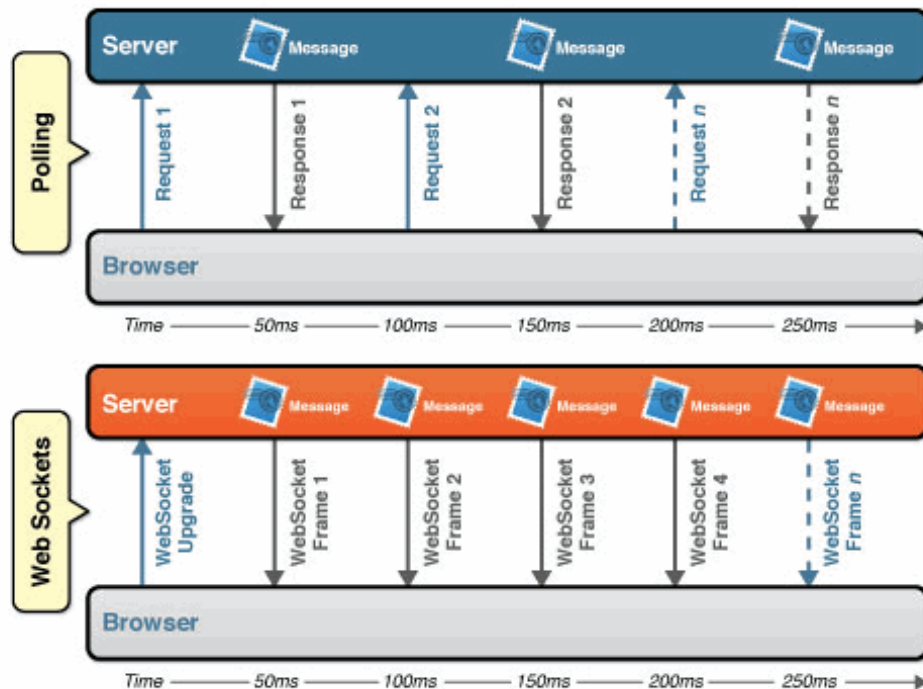 Polling
Server
Message
Message
Message
Request 1
Response 1
Request 2
Response 2
Request n
Response n
Browser
Time
50ms
100ms
150ms
200ms
250ms
Web Sockets
Server
Message
Message
Message
Message
Message
WebSocket
Upgrade
WebSocket
Frame 1
WebSocket
Frame 2
WebSocket
Frame 3
WebSocket
Frame 4
WebSocket
Frame n
Browser
Time
50ms
100ms
150ms
200ms
250ms